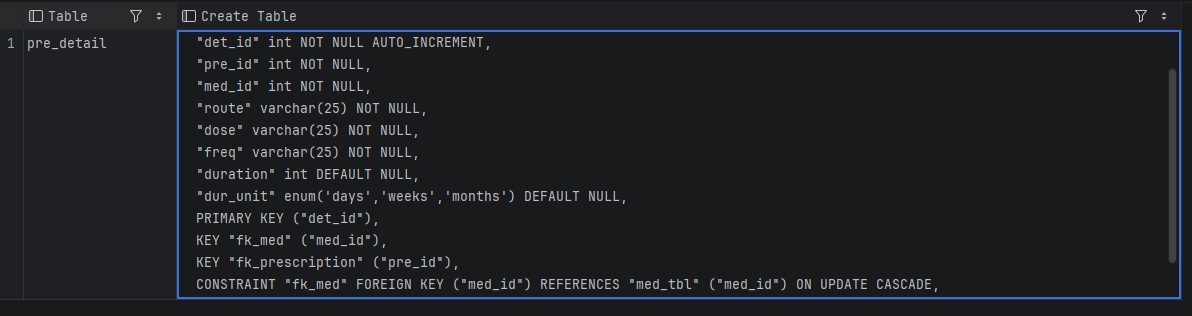 Table Create Table
1 pre_detail
"det_id" int NOT NULL AUTO_INCREMENT,
"pre_id" int NOT NULL,
"med_id" int NOT NULL,
"route" varchar(25) NOT NULL,
"dose" varchar(25) NOT NULL,
"freq" varchar(25) NOT NULL,
"duration" int DEFAULT NULL,
"dur_unit" enum('days','weeks','months') DEFAULT NULL,
PRIMARY KEY ("det_id"),
KEY "fk_med" ("med_id"),
KEY "fk_prescription" ("pre_id"),
CONSTRAINT "fk_med" FOREIGN KEY ("med_id") REFERENCES "med_tbl" ("med_id") ON UPDATE CASCADE,